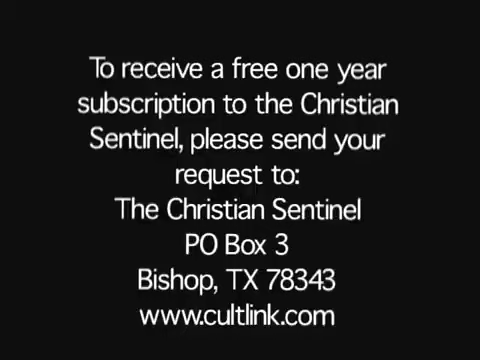 To receive a free one year
subscription to the Christian
Sentinel, please send your
request to:
The Christian Sentinel
PO Box 3
Bishop, TX 78343
www.cultlink.com